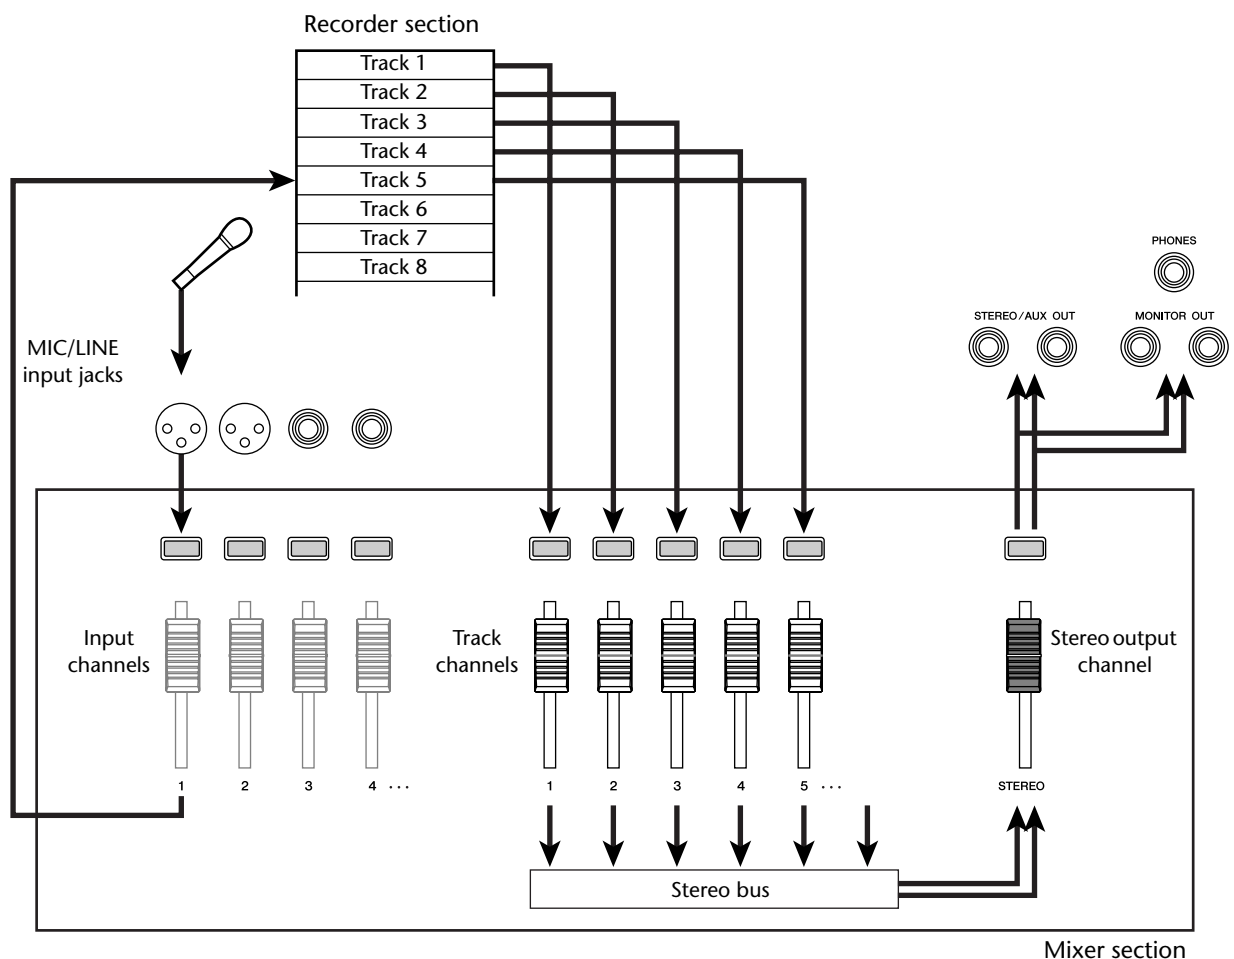 Recorder section
Track 1
Track 2
Track 3
Track 4
Track 5
Track 6
Track 7
Track 8
MIC/LINE
input jacks
PHONES
STEREO/AUX OUT
MONITOR OUT
Input
channels
Track
channels
Stereo output
channel
1 2 3 4 ...
1 2 3 4 5 ...
STEREO
Stereo bus
Mixer section